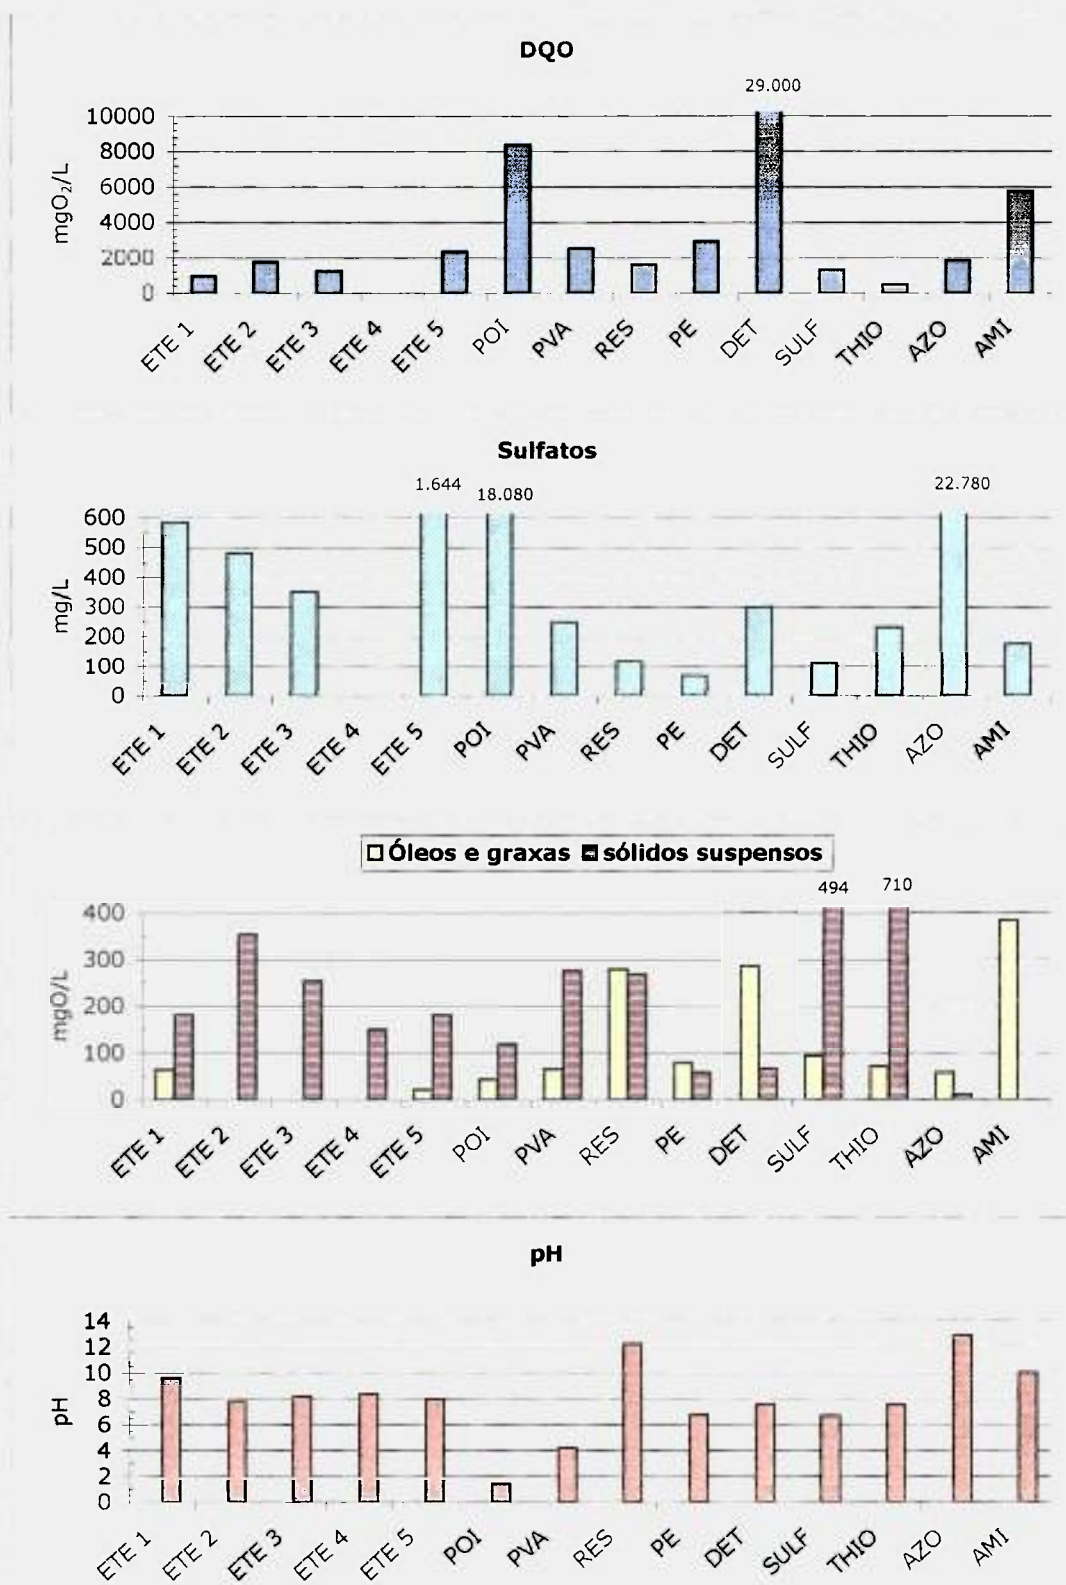 DQO
29.000
10000
8000
6000
4000
2000
0
mgO₂/L
ETE 1 ETE 2 ETE 3 ETE 4 ETE 5 POI PVA RES PE DET SULF THIO AZO AMI
Sulfatos
1.644 18.080 22.780
600
500
400
300
200
100
0
mg/L
ETE 1 ETE 2 ETE 3 ETE 4 ETE 5 POI PVA RES PE DET SULF THIO AZO AMI
Óleos e graxas sólidos suspensos
494 710
400
300
200
100
0
mgO/L
ETE 1 ETE 2 ETE 3 ETE 4 ETE 5 POI PVA RES PE DET SULF THIO AZO AMI
pH
14
12
10
8
6
4
2
0
pH
ETE 1 ETE 2 ETE 3 ETE 4 ETE 5 POI PVA RES PE DET SULF THIO AZO AMI